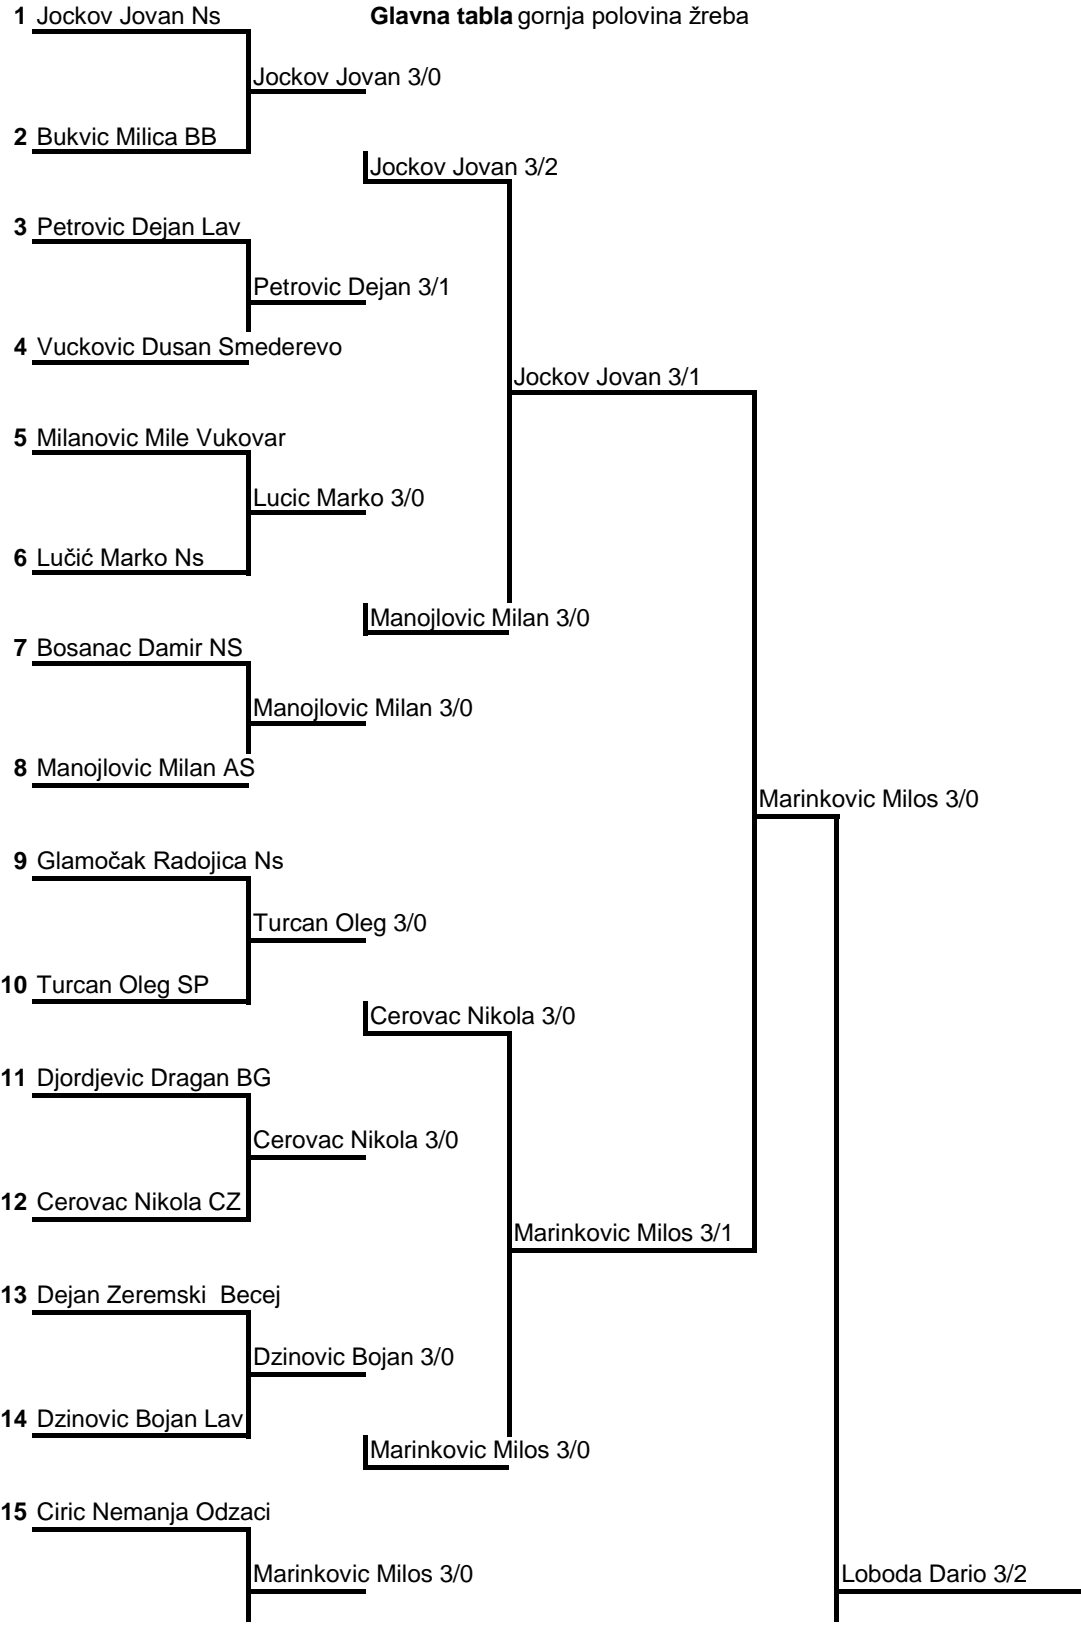 1 Jockov Jovan Ns Glavna tabla gornja polovina žreba
Jockov Jovan 3/0
2 Bukvic Milica BB
Jockov Jovan 3/2
3 Petrovic Dejan Lav
Petrovic Dejan 3/1
4 Vuckovic Dusan Smederevo
Jockov Jovan 3/1
5 Milanovic Mile Vukovar
Lucic Marko 3/0
6 Lučić Marko Ns
Manojlovic Milan 3/0
7 Bosanac Damir NS
Manojlovic Milan 3/0
8 Manojlovic Milan AS
Marinkovic Milos 3/0
9 Glamočak Radojica Ns
Turcan Oleg 3/0
10 Turcan Oleg SP
Cerovac Nikola 3/0
11 Djordjevic Dragan BG
Cerovac Nikola 3/0
12 Cerovac Nikola CZ
Marinkovic Milos 3/1
13 Dejan Zeremski Becej
Dzinovic Bojan 3/0
14 Dzinovic Bojan Lav
Marinkovic Milos 3/0
15 Ciric Nemanja Odzaci
Marinkovic Milos 3/0
Loboda Dario 3/2